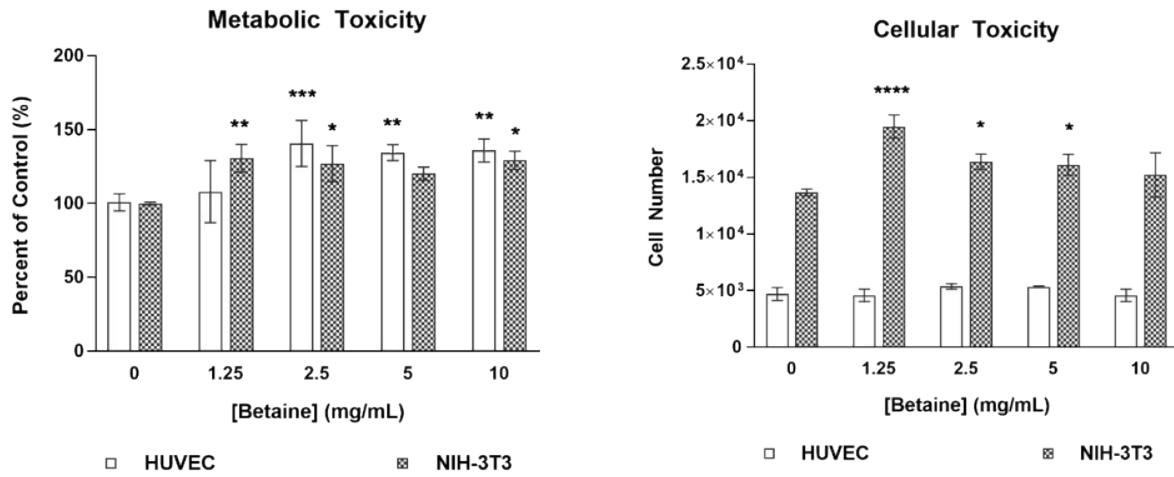 Metabolic Toxicity
200
150
100
50
0
Percent of Control (%)
***
** * ** **
*
0 1.25 2.5 5 10
[Betaine] (mg/mL)
HUVEC NIH-3T3
Cellular Toxicity
2.5×10⁴
2×10⁴
1.5×10⁴
1×10⁴
5×10³
0
Cell Number
****
* *
0 1.25 2.5 5 10
[Betaine] (mg/mL)
HUVEC NIH-3T3